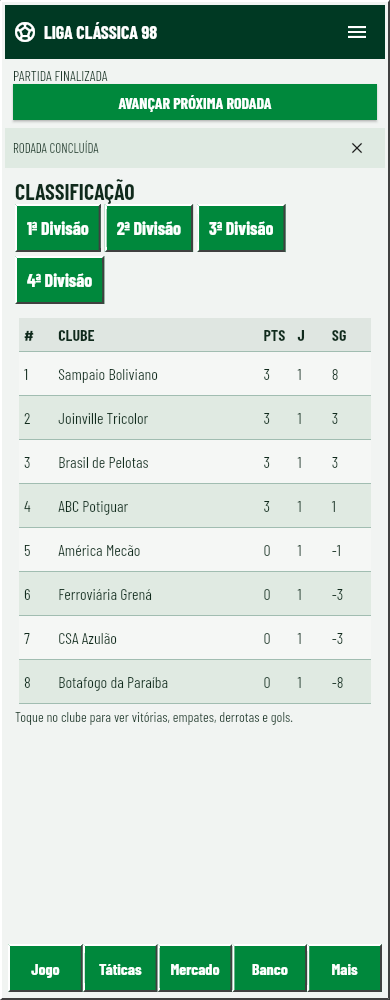 LIGA CLÁSSICA 98
PARTIDA FINALIZADA
AVANÇAR PRÓXIMA RODADA
RODADA CONCLUÍDA
CLASSIFICAÇÃO
1ª Divisão 2ª Divisão 3ª Divisão
4ª Divisão
# CLUBE PTS J SG
1 Sampaio Boliviano 3 1 8
2 Joinville Tricolor 3 1 3
3 Brasil de Pelotas 3 1 3
4 ABC Potiguar 3 1 1
5 América Mecão 0 1 -1
6 Ferroviária Grená 0 1 -3
7 CSA Azulão 0 1 -3
8 Botafogo da Paraíba 0 1 -8
Toque no clube para ver vitórias, empates, derrotas e gols.
Jogo Táticas Mercado Banco Mais